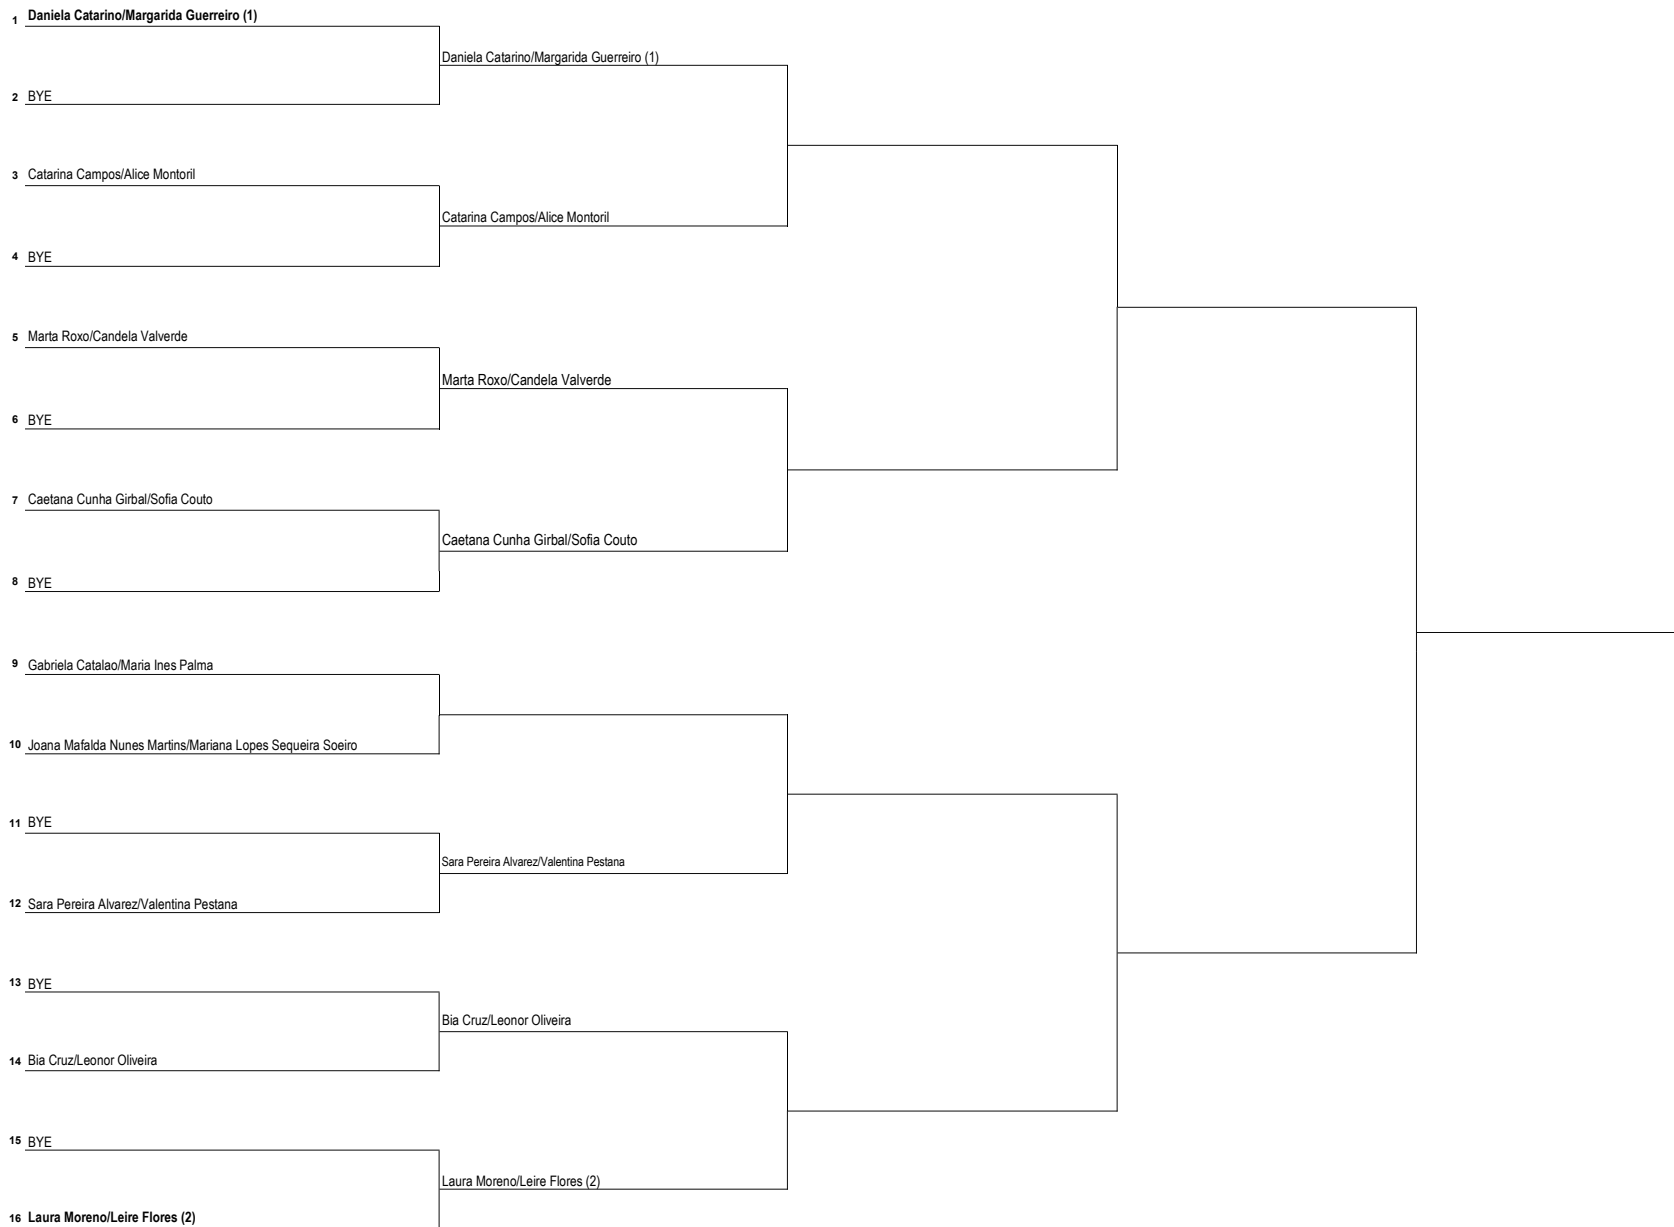 1 Daniela Catarino/Margarida Guerreiro (1)
Daniela Catarino/Margarida Guerreiro (1)
2 BYE
3 Catarina Campos/Alice Montoril
Catarina Campos/Alice Montoril
4 BYE
5 Marta Roxo/Candela Valverde
Marta Roxo/Candela Valverde
6 BYE
7 Caetana Cunha Girbal/Sofia Couto
Caetana Cunha Girbal/Sofia Couto
8 BYE
9 Gabriela Catalao/Maria Ines Palma
10 Joana Mafalda Nunes Martins/Mariana Lopes Sequeira Soeiro
11 BYE
Sara Pereira Alvarez/Valentina Pestana
12 Sara Pereira Alvarez/Valentina Pestana
13 BYE
Bia Cruz/Leonor Oliveira
14 Bia Cruz/Leonor Oliveira
15 BYE
Laura Moreno/Leire Flores (2)
16 Laura Moreno/Leire Flores (2)